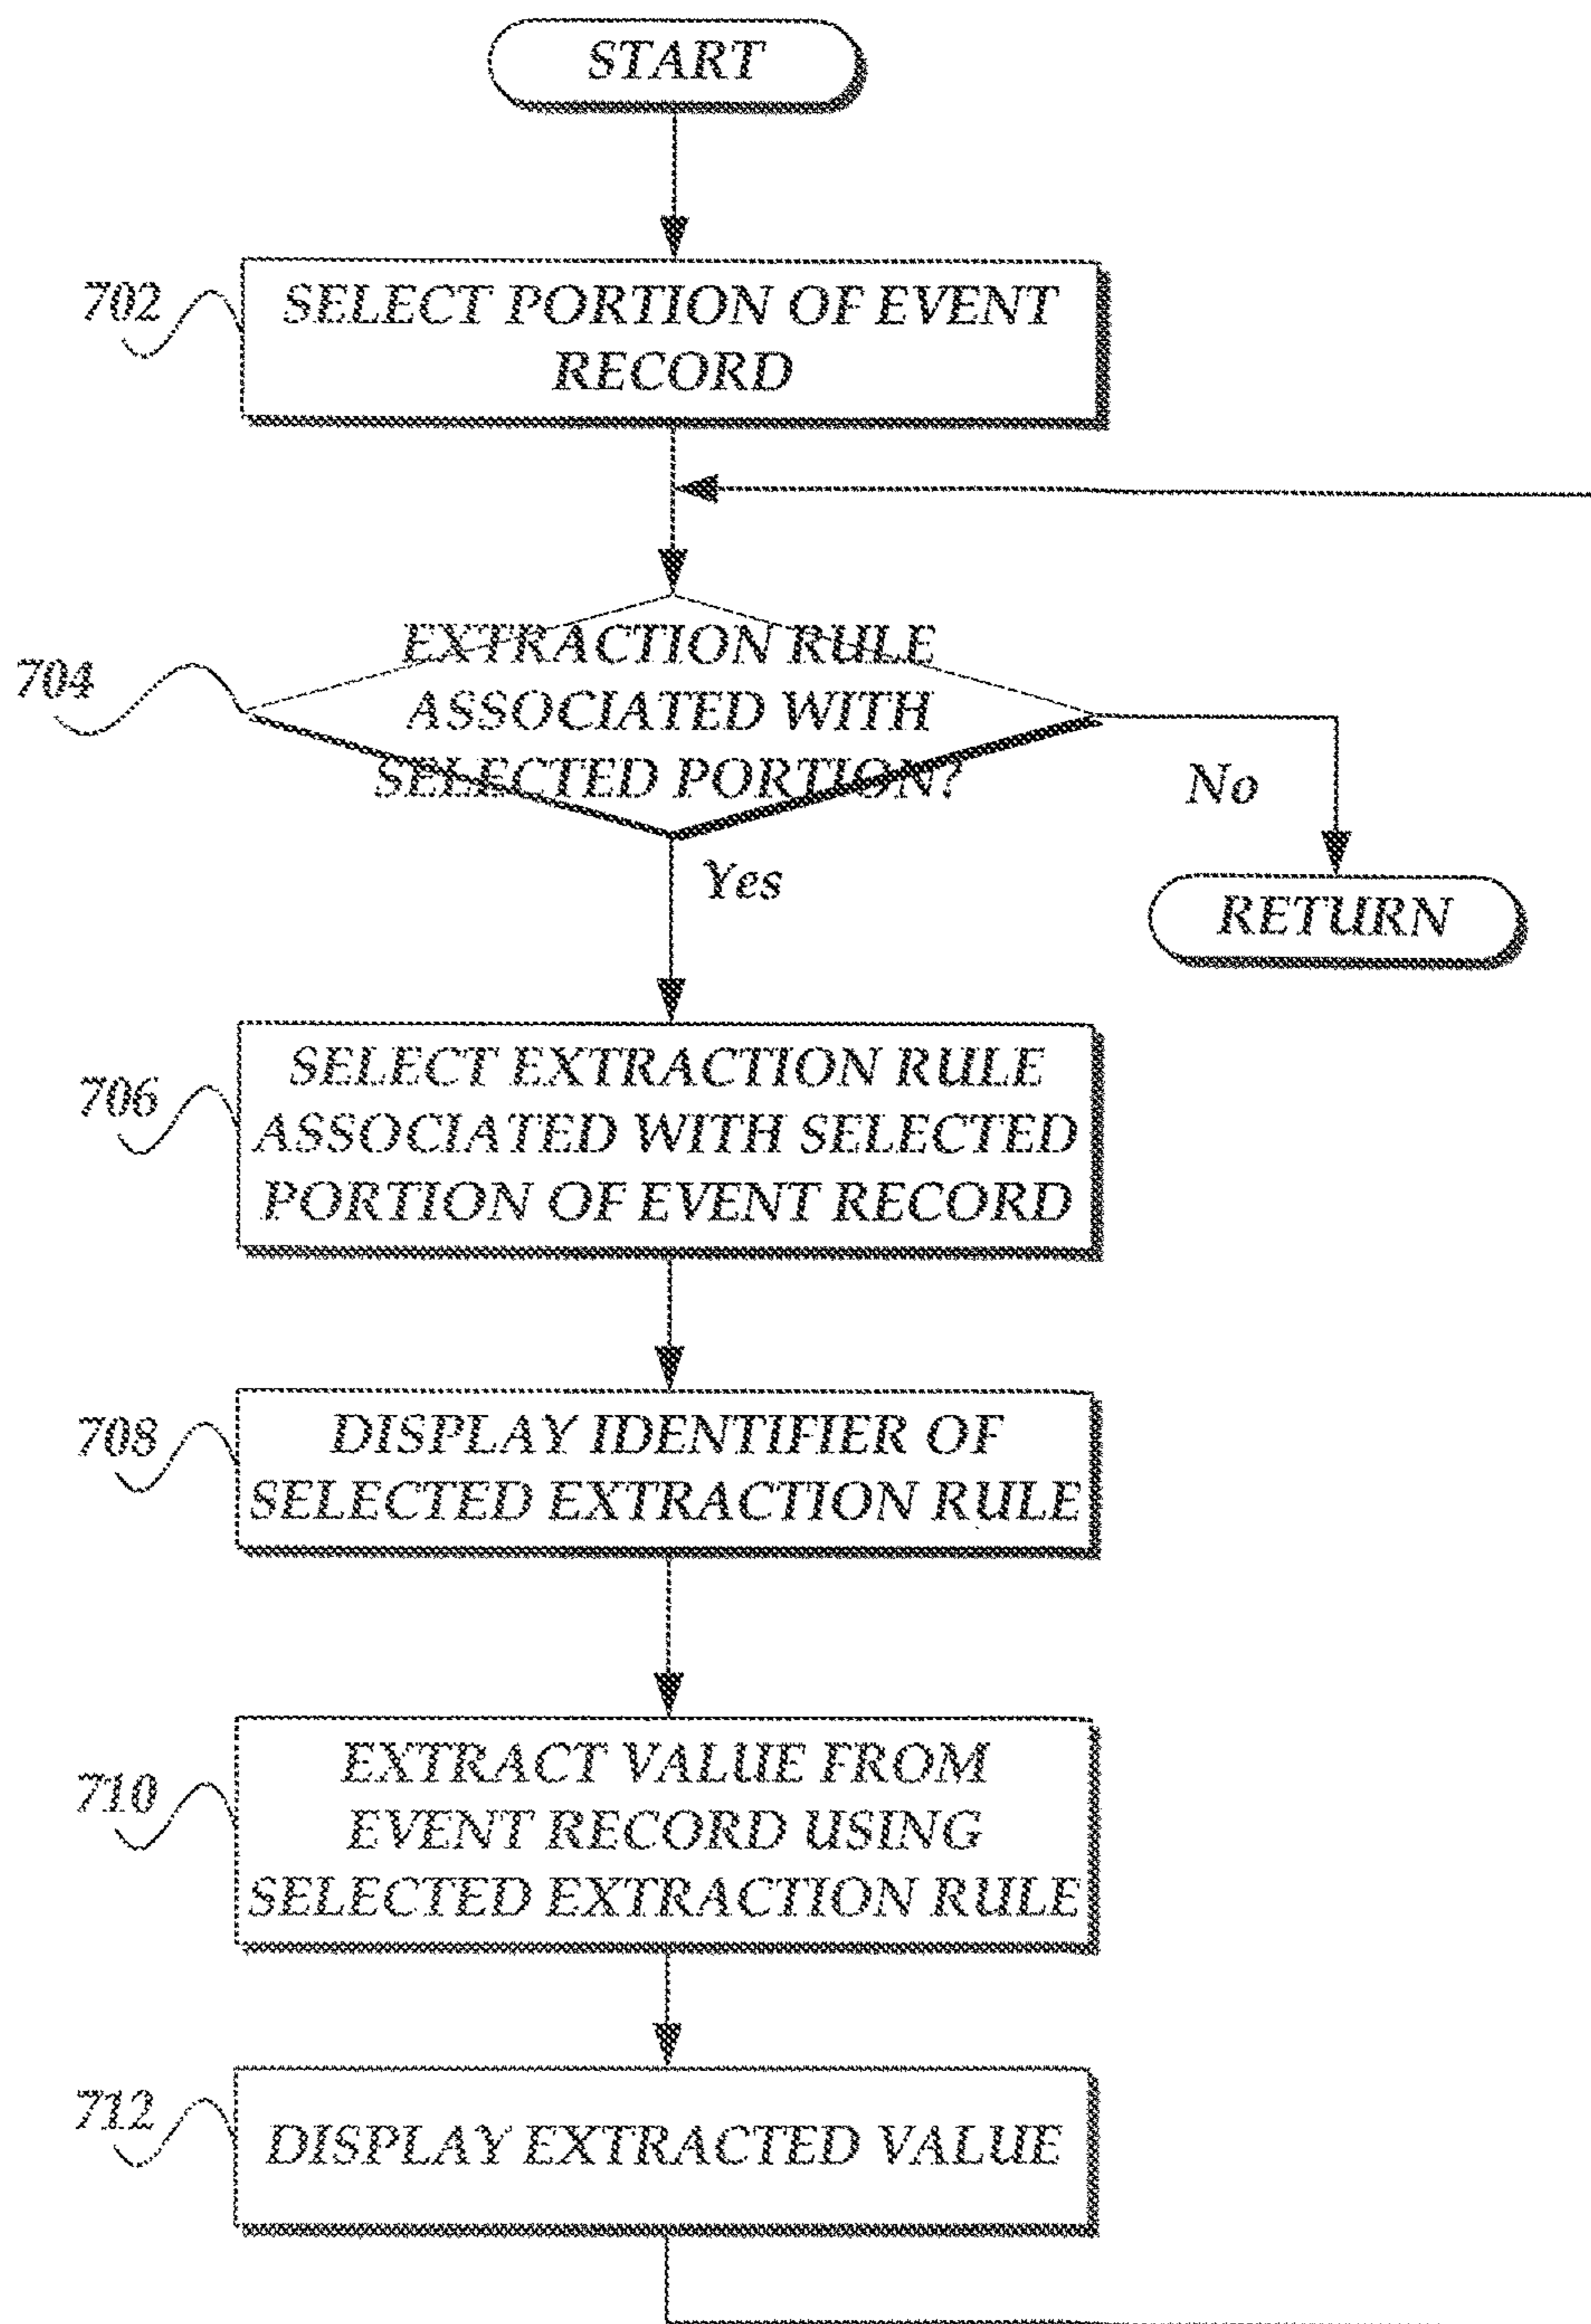 START
702
SELECT PORTION OF EVENT
RECORD
704
EXTRACTION RULE
ASSOCIATED WITH
SELECTED PORTION?
No
Yes
RETURN
706
SELECT EXTRACTION RULE
ASSOCIATED WITH SELECTED
PORTION OF EVENT RECORD
708
DISPLAY IDENTIFIER OF
SELECTED EXTRACTION RULE
710
EXTRACT VALUE FROM
EVENT RECORD USING
SELECTED EXTRACTION RULE
712
DISPLAY EXTRACTED VALUE